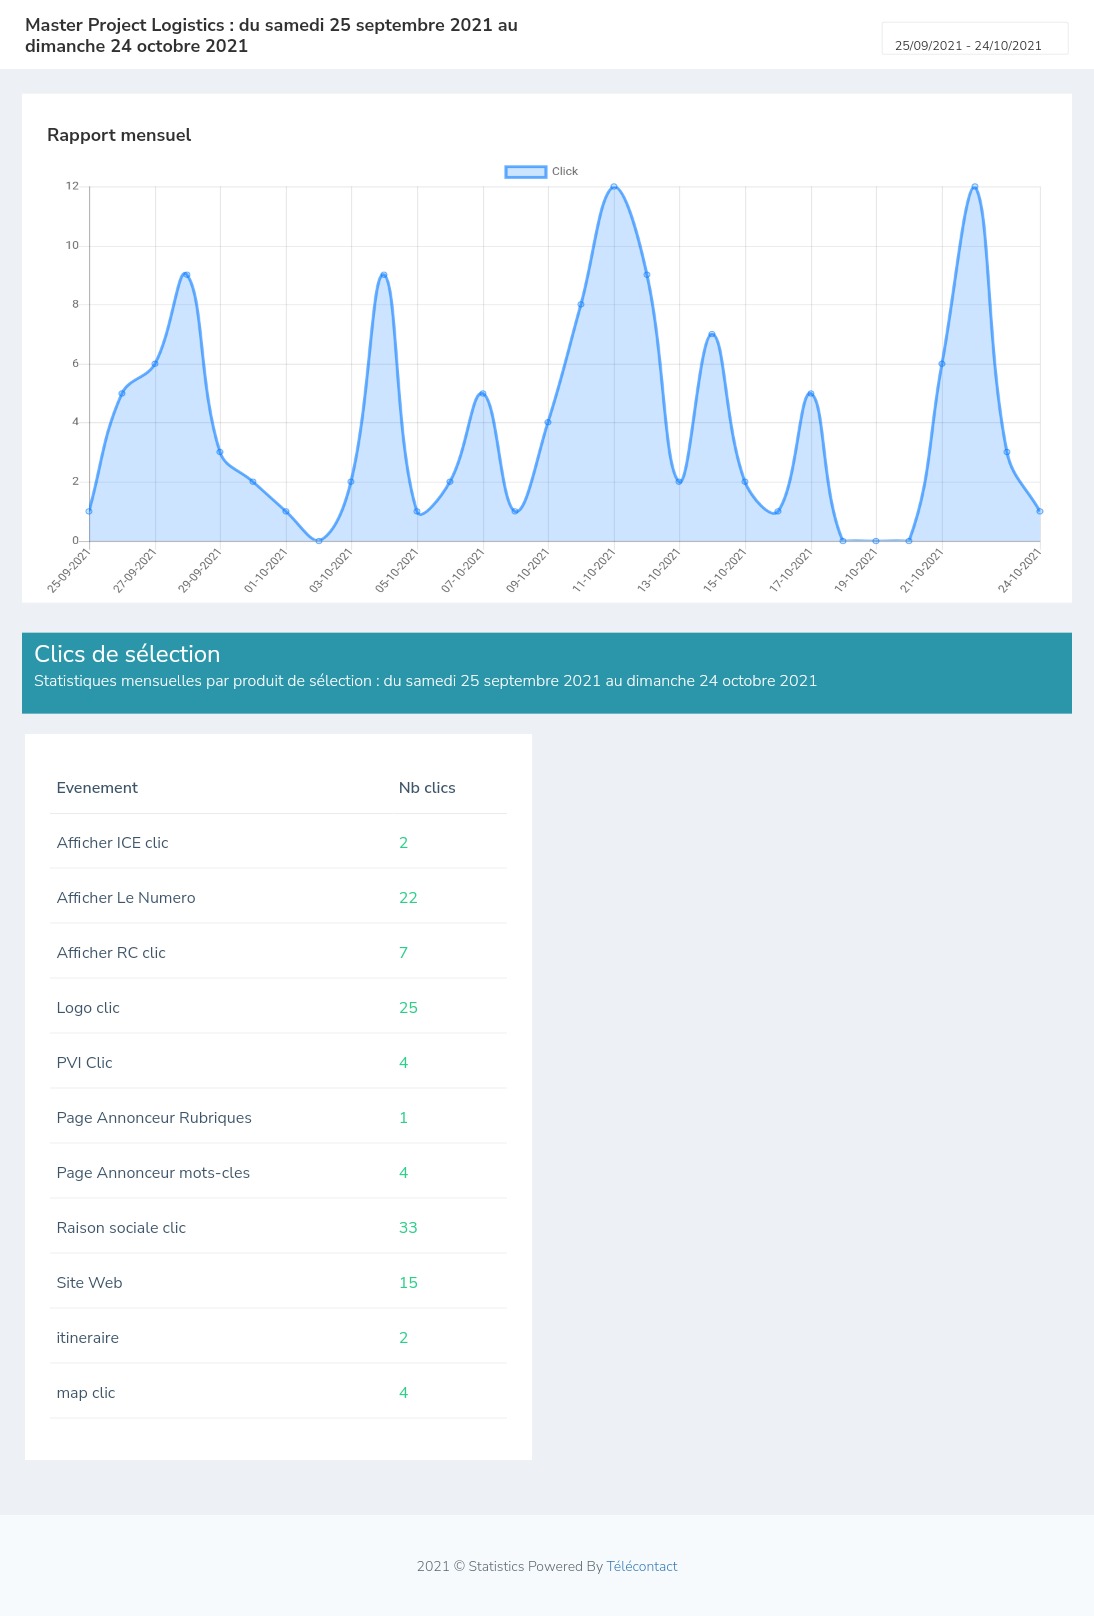 Master Project Logistics : du samedi 25 septembre 2021 au
dimanche 24 octobre 2021
25/09/2021 - 24/10/2021
Rapport mensuel
Click
12
10
8
6
4
2
0
25-09-2021
27-09-2021
29-09-2021
01-10-2021
03-10-2021
05-10-2021
07-10-2021
09-10-2021
11-10-2021
13-10-2021
15-10-2021
17-10-2021
19-10-2021
21-10-2021
24-10-2021
Clics de sélection
Statistiques mensuelles par produit de sélection : du samedi 25 septembre 2021 au dimanche 24 octobre 2021
Evenement Nb clics
Afficher ICE clic 2
Afficher Le Numero 22
Afficher RC clic 7
Logo clic 25
PVI Clic 4
Page Annonceur Rubriques 1
Page Annonceur mots-cles 4
Raison sociale clic 33
Site Web 15
itineraire 2
map clic 4
2021 © Statistics Powered By Télécontact